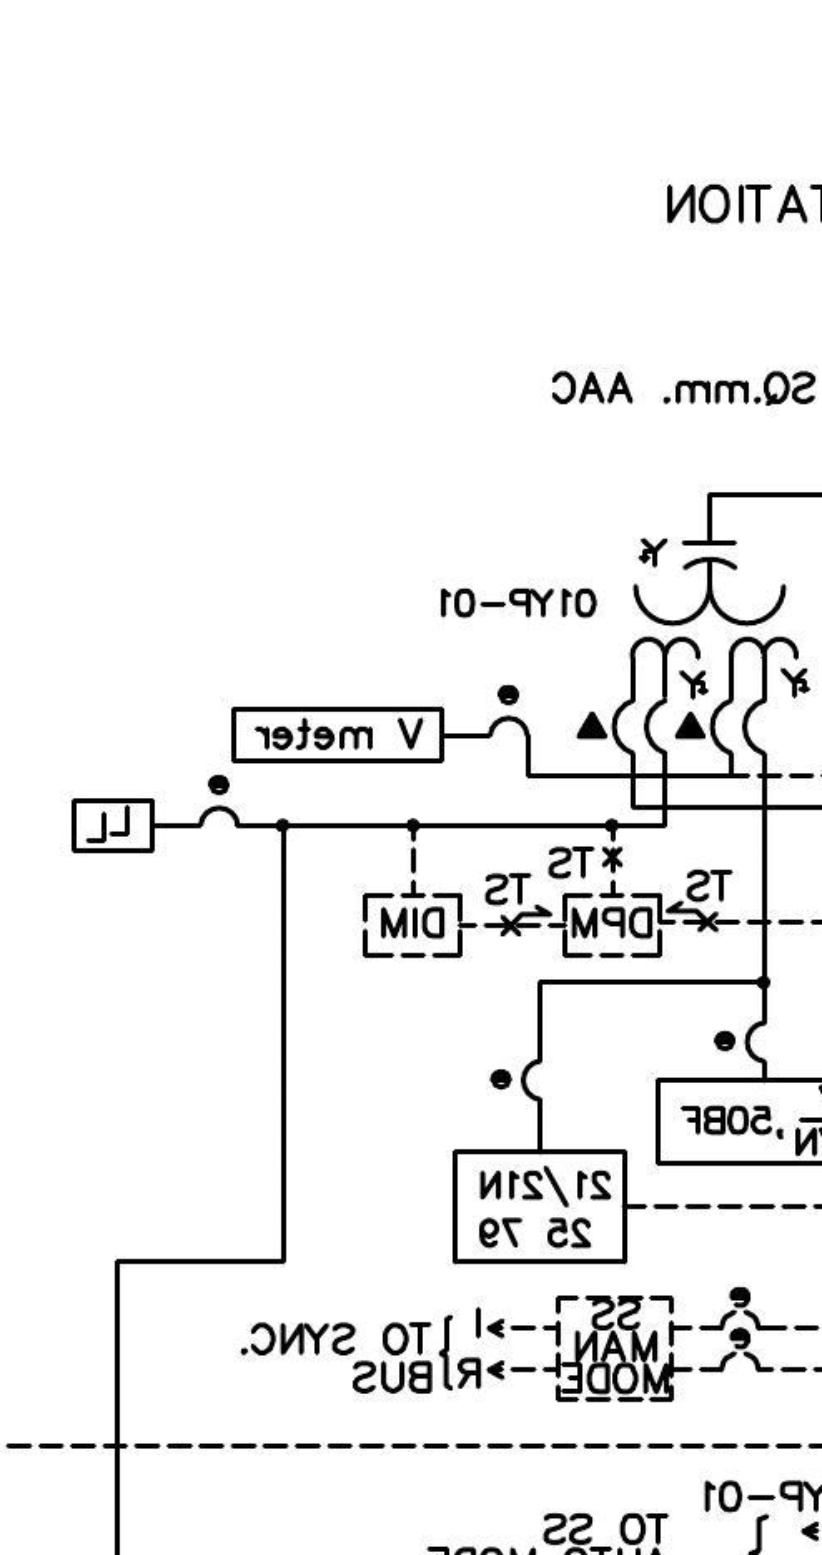 TATION
SQ.mm. AAC
01YP-01
V meter
LL
TS
TS
TS
DIM
DPM
,50BF
21/21N
25 79
SS
MAN
MODE
I
R
TO SYNC.
BUS
YP-01
TO SS
AUTO MODE